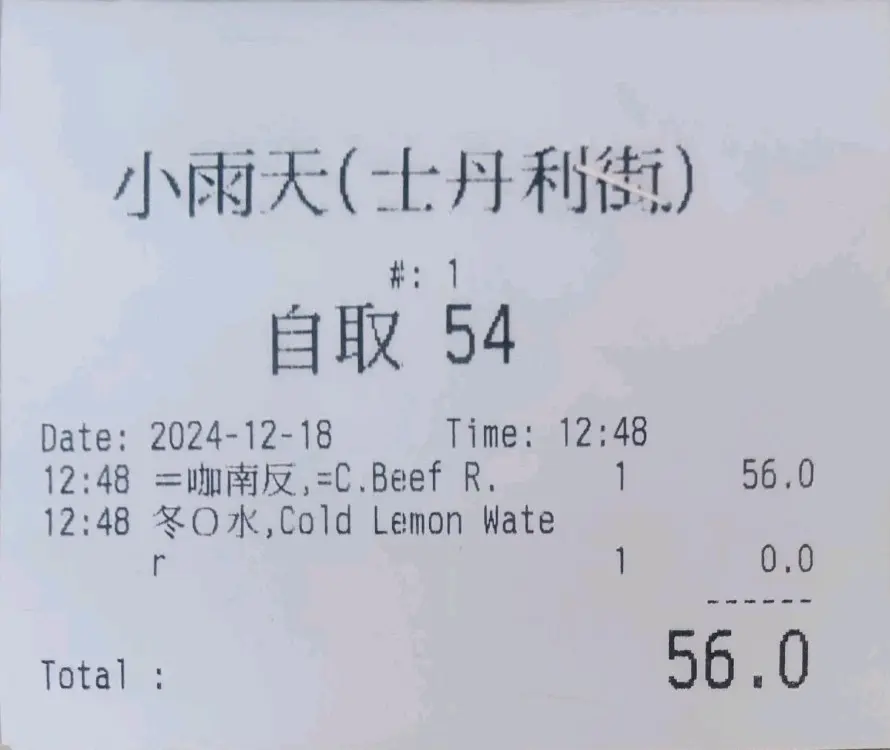 小雨天(士丹利街)
#: 1
自取 54
Date: 2024-12-18 Time: 12:48
12:48 =咖南反,=C.Beef R. 1 56.0
12:48 冬〇水,Cold Lemon Wate
r 1 0.0
------
Total : 56.0